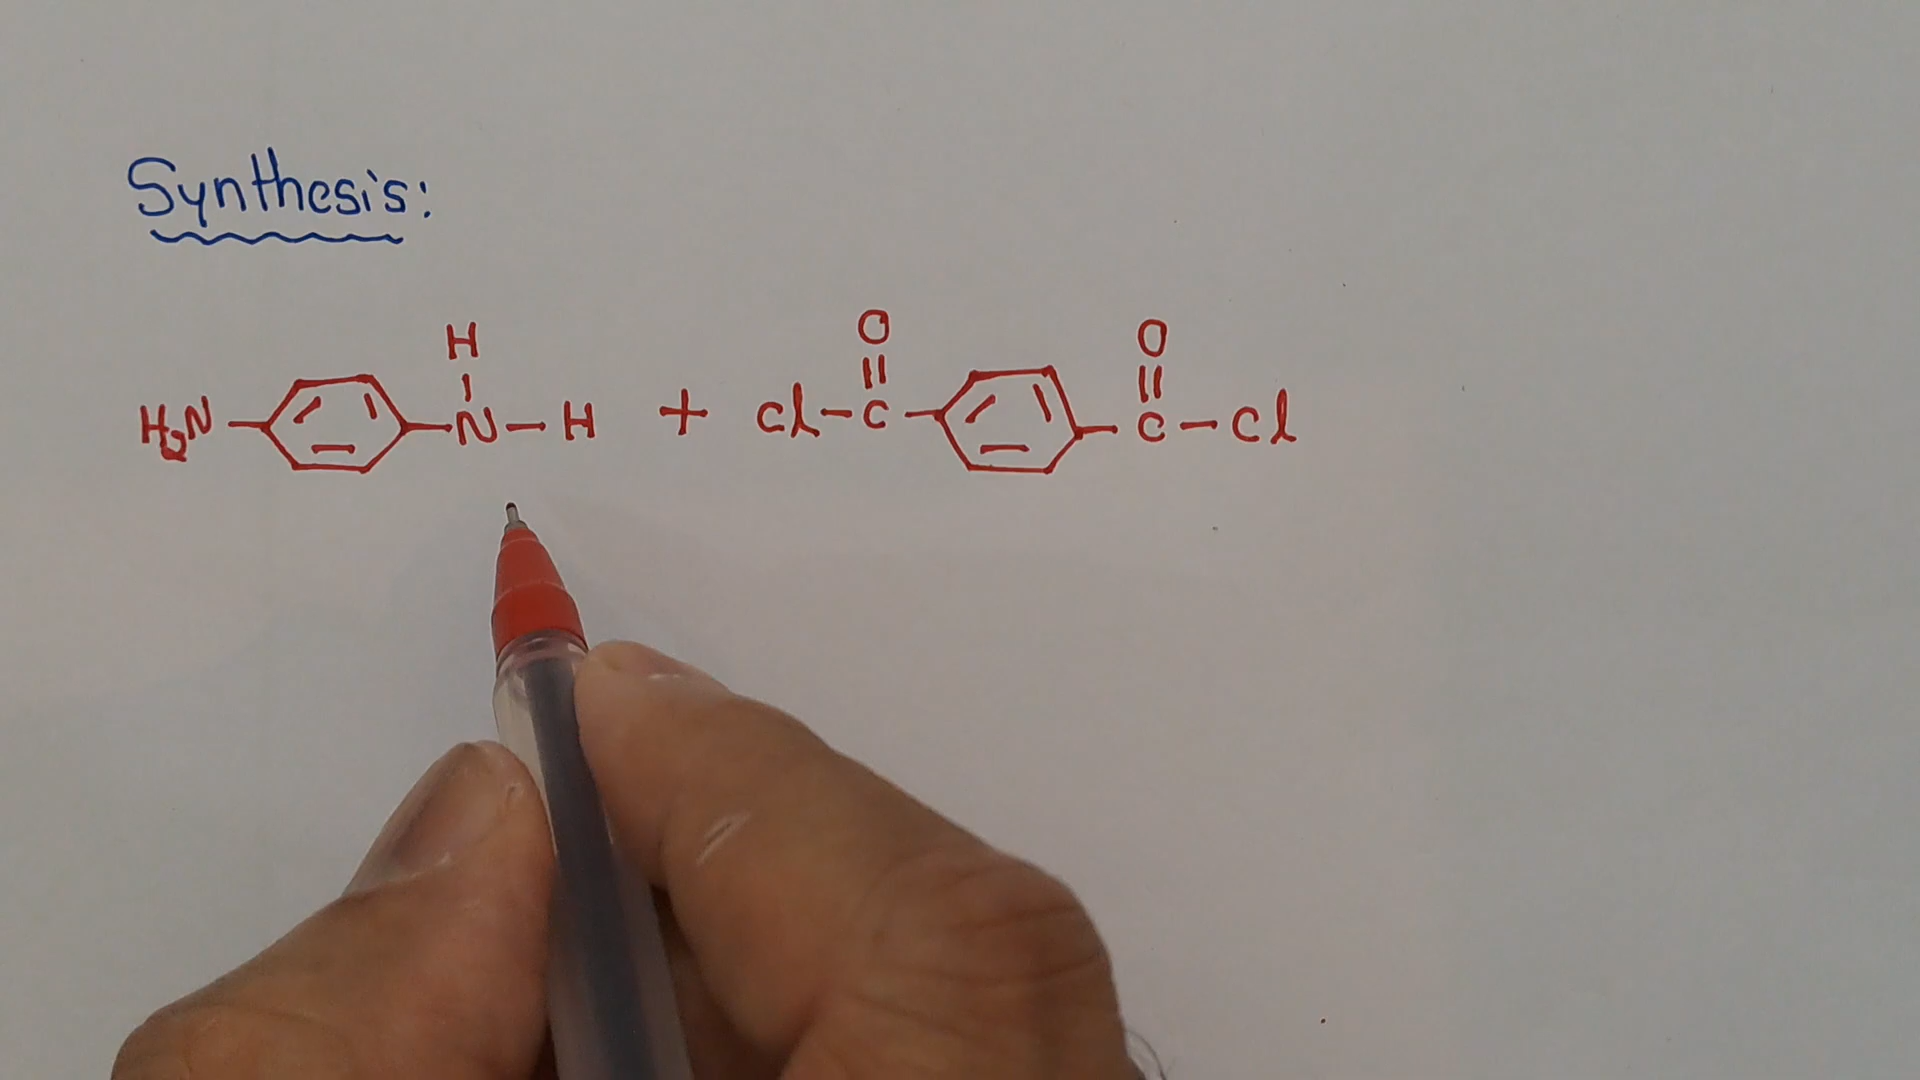 Synthesis:
H O O
H₂N N H + Cl C C Cl